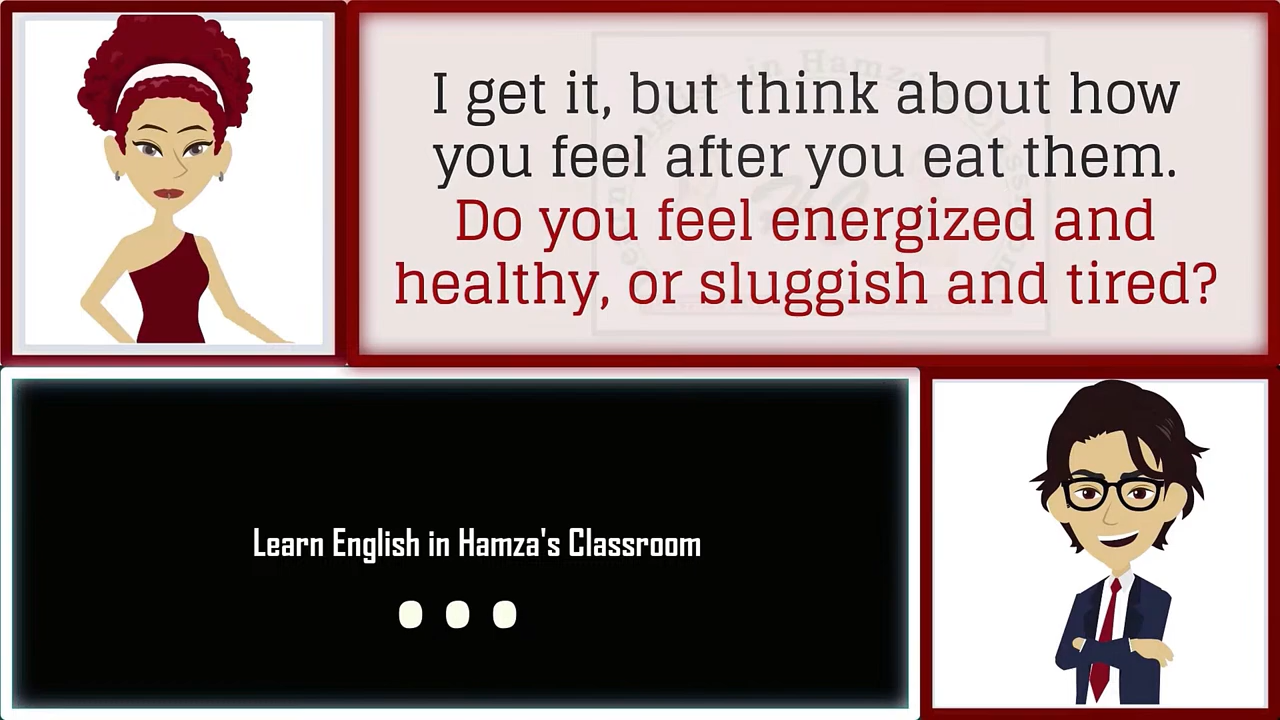 I get it, but think about how
you feel after you eat them.
Do you feel energized and
healthy, or sluggish and tired?
Learn English in Hamza's Classroom